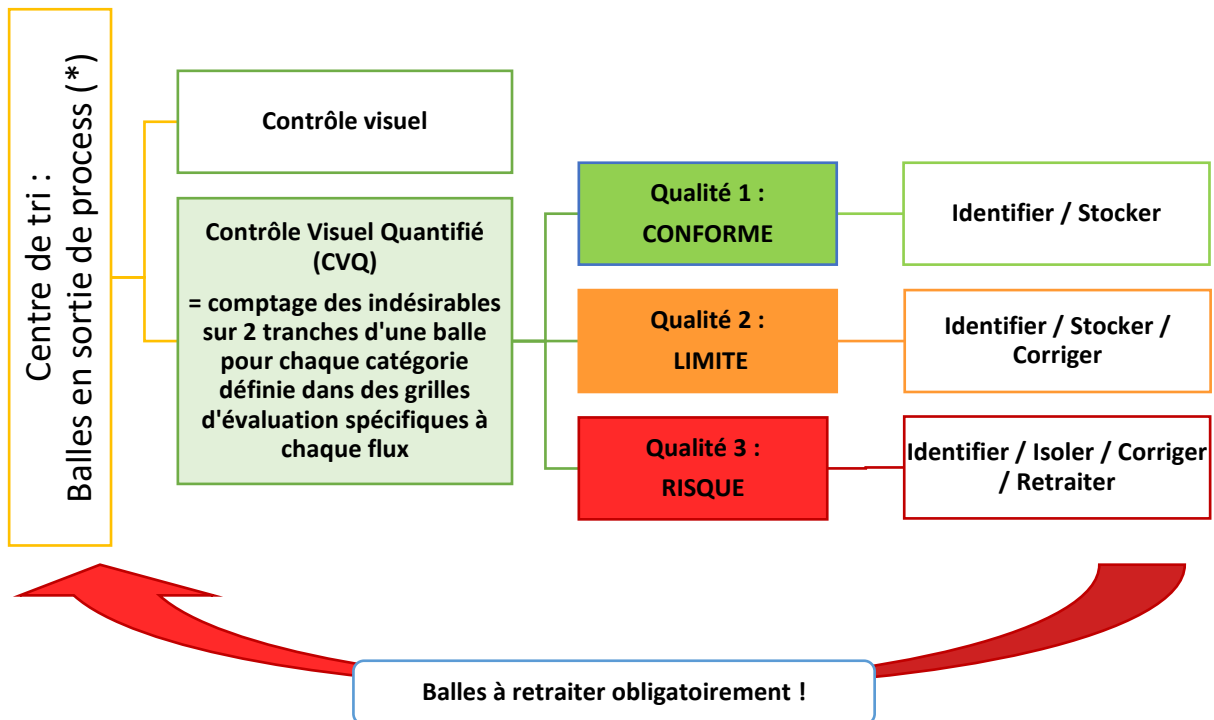 Centre de tri :
Balles en sortie de process (*)
Contrôle visuel
Contrôle Visuel Quantifié
(CVQ)
= comptage des indésirables
sur 2 tranches d'une balle
pour chaque catégorie
définie dans des grilles
d'évaluation spécifiques à
chaque flux
Qualité 1 :
CONFORME
Identifier / Stocker
Qualité 2 :
LIMITE
Identifier / Stocker /
Corriger
Qualité 3 :
RISQUE
Identifier / Isoler / Corriger
/ Retraiter
Balles à retraiter obligatoirement !